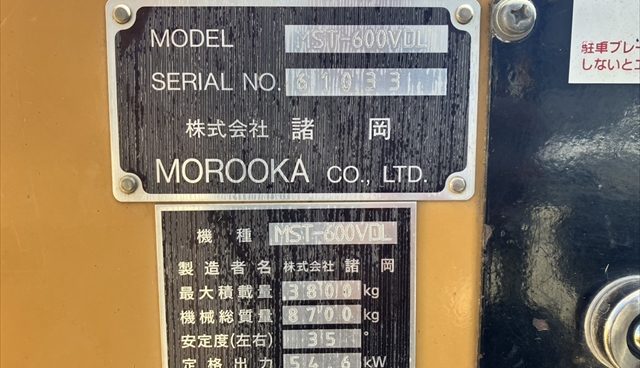 MODEL MST-600VDL
SERIAL NO. 61033
株式会社 諸岡
MOROOKA CO., LTD.
機種 MST-600VDL
製造者名 株式会社 諸岡
最大積載量 3800 kg
機械総質量 8700 kg
安定度(左右) 35 °
定格出力 54.6 kW
駐車ブレー
しないとエ